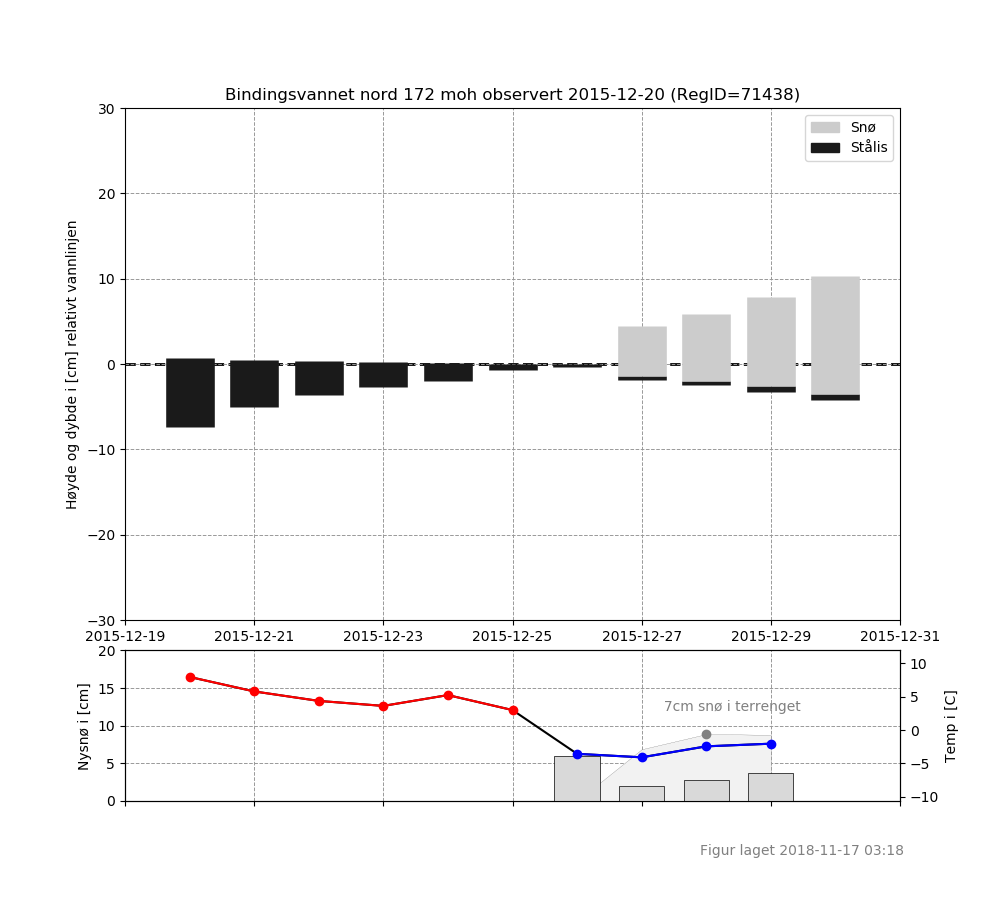 Bindingsvannet nord 172 moh observert 2015-12-20 (RegID=71438)
Snø
Stålis
Høyde og dybde i [cm] relativt vannlinjen
30
20
10
0
−10
−20
−30
2015-12-19 2015-12-21 2015-12-23 2015-12-25 2015-12-27 2015-12-29 2015-12-31
Nysnø i [cm]
20
15
10
5
0
7cm snø i terrenget
10
5
0
−5
−10
Temp i [C]
Figur laget 2018-11-17 03:18